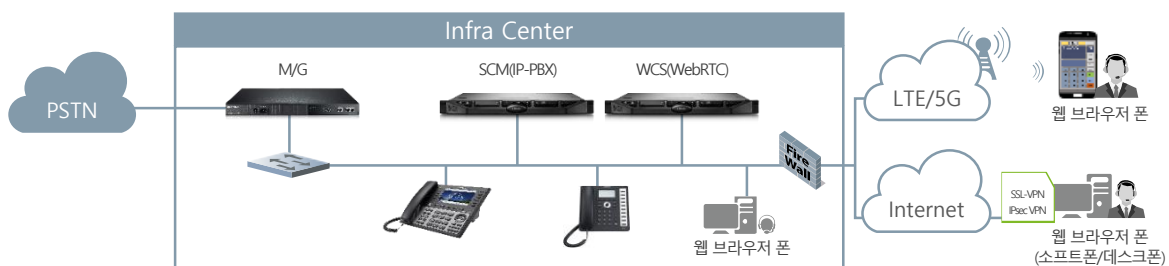 Infra Center
PSTN
M/G
SCM(IP-PBX)
WCS(WebRTC)
Fire
Wall
웹 브라우저 폰
LTE/5G
웹 브라우저 폰
Internet
SSL-VPN
IPsec VPN
웹 브라우저 폰
(소프트폰/데스크폰)